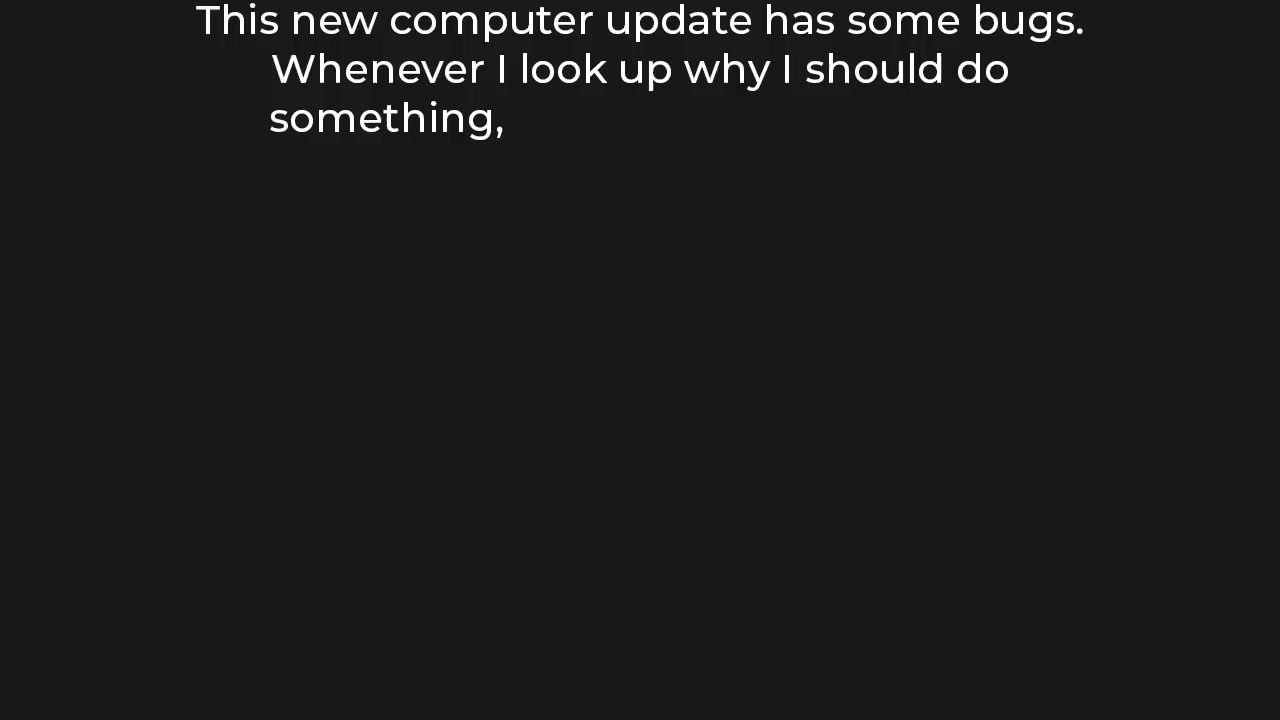 This new computer update has some bugs.
Whenever I look up why I should do
something,